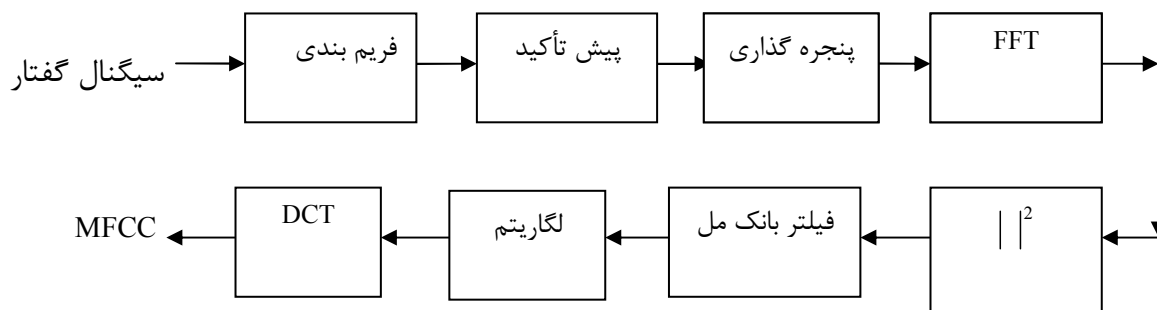 سیگنال گفتار
فریم بندی
پیش تأکید
پنجره گذاری
FFT
| |²
فیلتر بانک مل
لگاریتم
DCT
MFCC